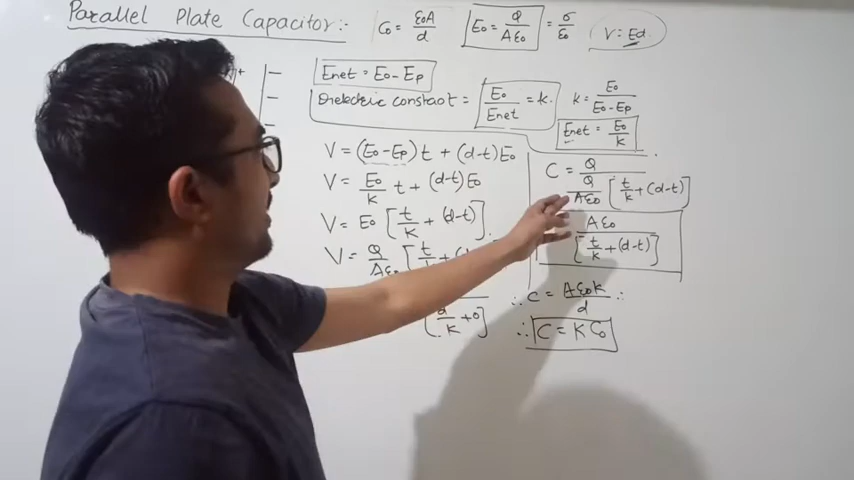 Parallel Plate Capacitor :-
C₀ = ε₀A/d
E₀ = Q/Aε₀ = σ/ε₀
V = Ed
Enet = E₀ - Ep
Dielectric constant = E₀/Enet = k.
k = E₀/(E₀-Ep)
Enet = E₀/k
V = (E₀-Ep)t + (d-t)E₀
V = E₀/k t + (d-t)E₀
V = E₀ [t/k + (d-t)]
V = Q/Aε₀ [t/k +
[d/k + 0]
C = Q / Q/Aε₀ [t/k + (d-t)]
Aε₀ / [t/k + (d-t)]
∴ C = Aε₀k/d :
∴ C = KC₀